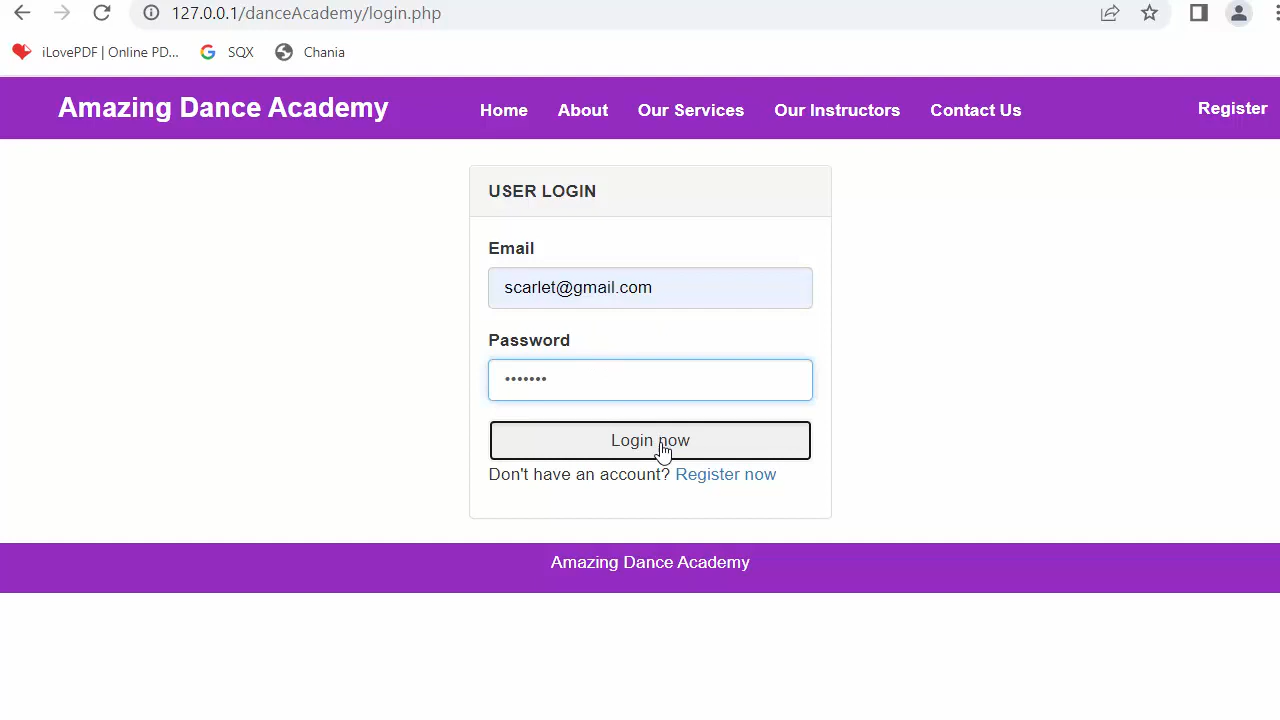 127.0.0.1/danceAcademy/login.php
iLovePDF | Online PD... SQX Chania
Amazing Dance Academy Home About Our Services Our Instructors Contact Us Register
USER LOGIN
Email
scarlet@gmail.com
Password
•••••••
Login now
Don't have an account? Register now
Amazing Dance Academy